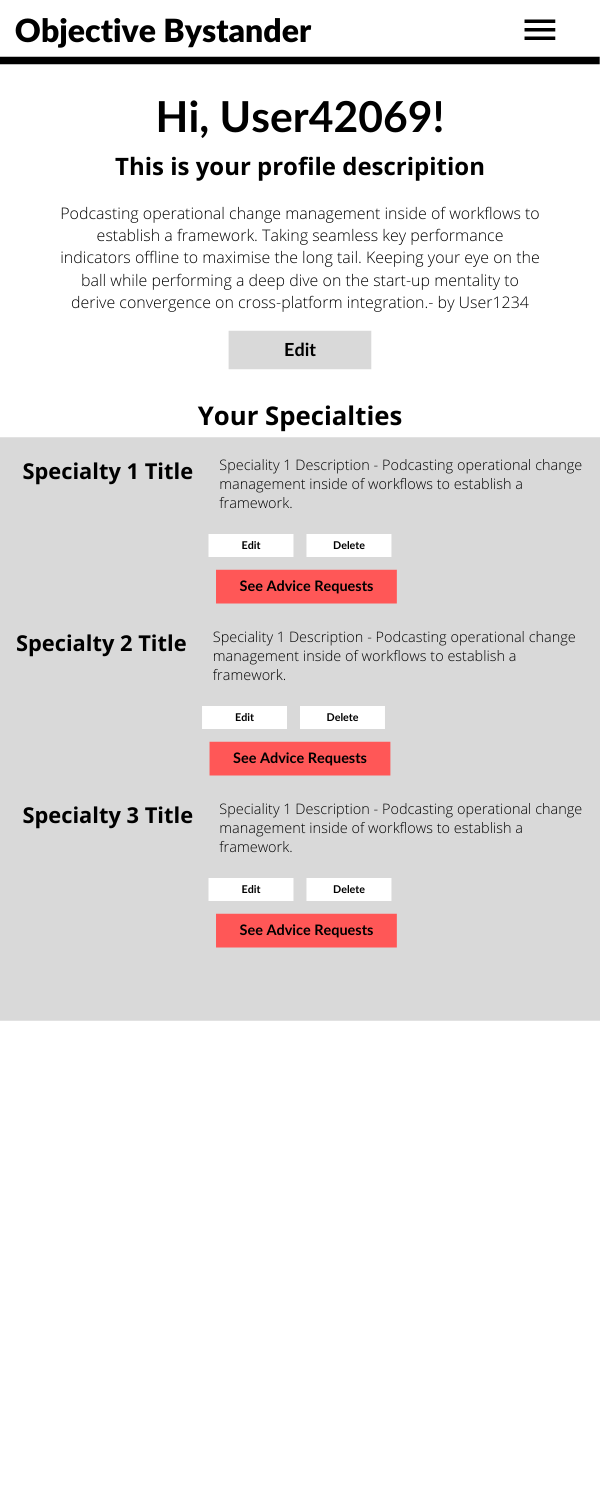 Objective Bystander
Hi, User42069!
This is your profile descripition
Podcasting operational change management inside of workflows to
establish a framework. Taking seamless key performance
indicators offline to maximise the long tail. Keeping your eye on the
ball while performing a deep dive on the start-up mentality to
derive convergence on cross-platform integration.- by User1234
Edit
Your Specialties
Specialty 1 Title
Speciality 1 Description - Podcasting operational change
management inside of workflows to establish a
framework.
Edit
Delete
See Advice Requests
Specialty 2 Title
Speciality 1 Description - Podcasting operational change
management inside of workflows to establish a
framework.
Edit
Delete
See Advice Requests
Specialty 3 Title
Speciality 1 Description - Podcasting operational change
management inside of workflows to establish a
framework.
Edit
Delete
See Advice Requests